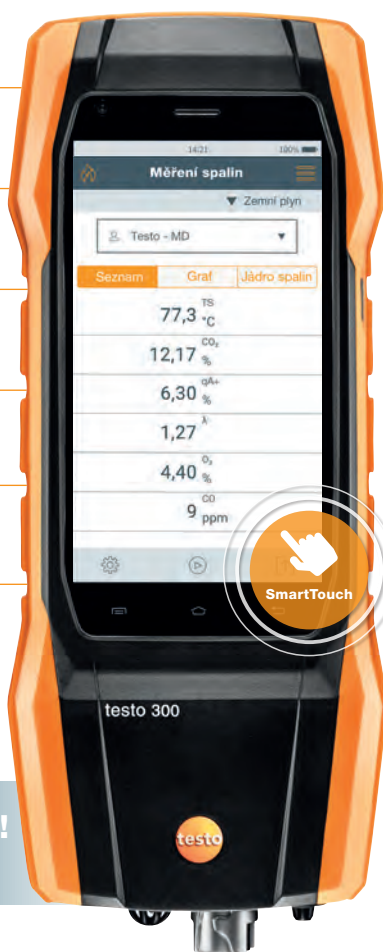 14:21 100%
Měření spalin
▼ Zemní plyn
Testo - MD ▼
Seznam Graf Jádro spalin
77,3 TS °C
12,17 CO₂ %
6,30 qA+ %
1,27 λ
4,40 O₂ %
9 CO ppm
SmartTouch
testo 300
!
testo